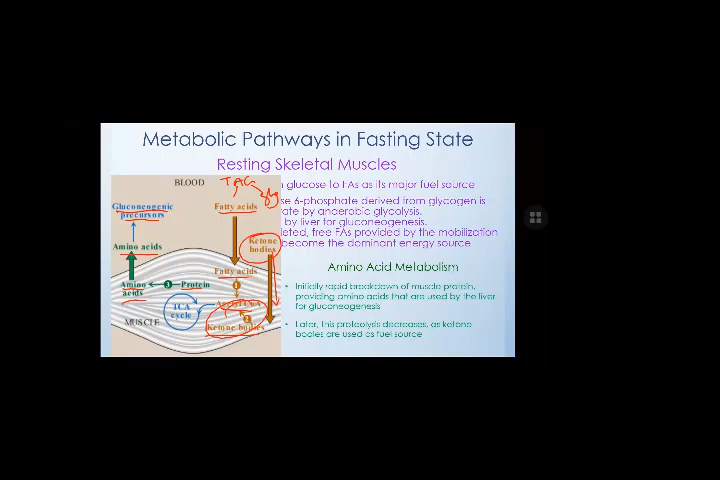 Metabolic Pathways in Fasting State
Resting Skeletal Muscles
glucose to FAs as its major fuel source
6-phosphate derived from glycogen is
by anaerobic glycolysis.
by liver for gluconeogenesis.
free FAs provided by the mobilization
become the dominant energy source
BLOOD
TAG
Gluconeogenic
precursors
Fatty acids
Amino acids
Ketone
bodies
Fatty acids
Amino
acids
3
Protein
1
TCA
cycle
MUSCLE
2
Ketone bodies
Amino Acid Metabolism
• Initially rapid breakdown of muscle protein,
providing amino acids that are used by the liver
for gluconeogenesis
• Later, this proteolysis decreases, as ketone
bodies are used as fuel source